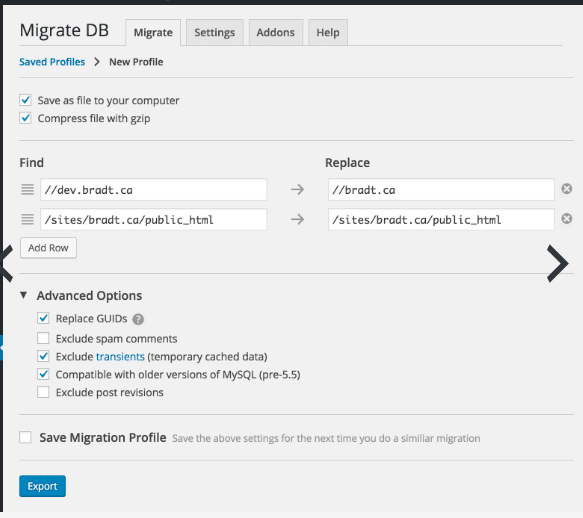 Migrate DB Migrate Settings Addons Help
Saved Profiles > New Profile
Save as file to your computer
Compress file with gzip
Find Replace
//dev.bradt.ca → //bradt.ca
/sites/bradt.ca/public_html → /sites/bradt.ca/public_html
Add Row
▼ Advanced Options
Replace GUIDs ?
Exclude spam comments
Exclude transients (temporary cached data)
Compatible with older versions of MySQL (pre-5.5)
Exclude post revisions
Save Migration Profile Save the above settings for the next time you do a similiar migration
Export